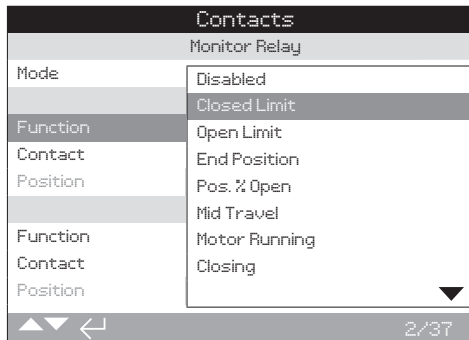 Contacts
Monitor Relay
Mode
Disabled
Closed Limit
Function
Open Limit
Contact
End Position
Position
Pos. % Open
Mid Travel
Function
Motor Running
Contact
Closing
Position
2/37